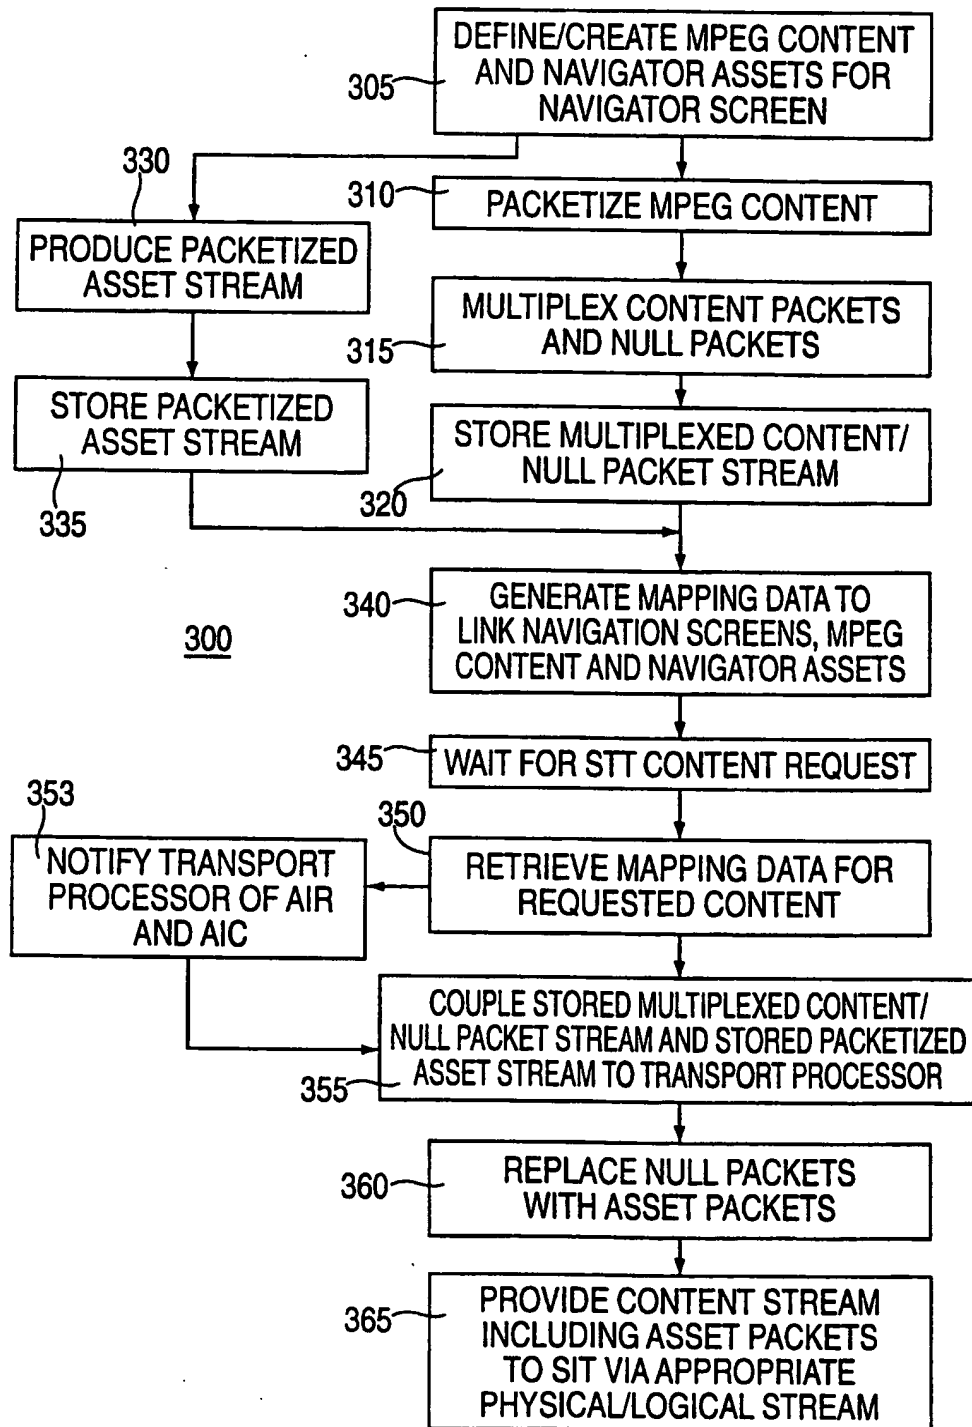 DEFINE/CREATE MPEG CONTENT
AND NAVIGATOR ASSETS FOR
NAVIGATOR SCREEN
305
330
310
PACKETIZE MPEG CONTENT
PRODUCE PACKETIZED
ASSET STREAM
MULTIPLEX CONTENT PACKETS
AND NULL PACKETS
315
STORE PACKETIZED
ASSET STREAM
335
STORE MULTIPLEXED CONTENT/
NULL PACKET STREAM
320
340
GENERATE MAPPING DATA TO
LINK NAVIGATION SCREENS, MPEG
CONTENT AND NAVIGATOR ASSETS
300
345
WAIT FOR STT CONTENT REQUEST
353
350
NOTIFY TRANSPORT
PROCESSOR OF AIR
AND AIC
RETRIEVE MAPPING DATA FOR
REQUESTED CONTENT
COUPLE STORED MULTIPLEXED CONTENT/
NULL PACKET STREAM AND STORED PACKETIZED
ASSET STREAM TO TRANSPORT PROCESSOR
355
360
REPLACE NULL PACKETS
WITH ASSET PACKETS
365
PROVIDE CONTENT STREAM
INCLUDING ASSET PACKETS
TO SIT VIA APPROPRIATE
PHYSICAL/LOGICAL STREAM